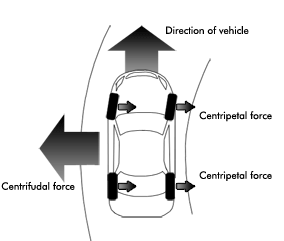 Direction of vehicle
Centripetal force
Centripetal force
Centrifudal force